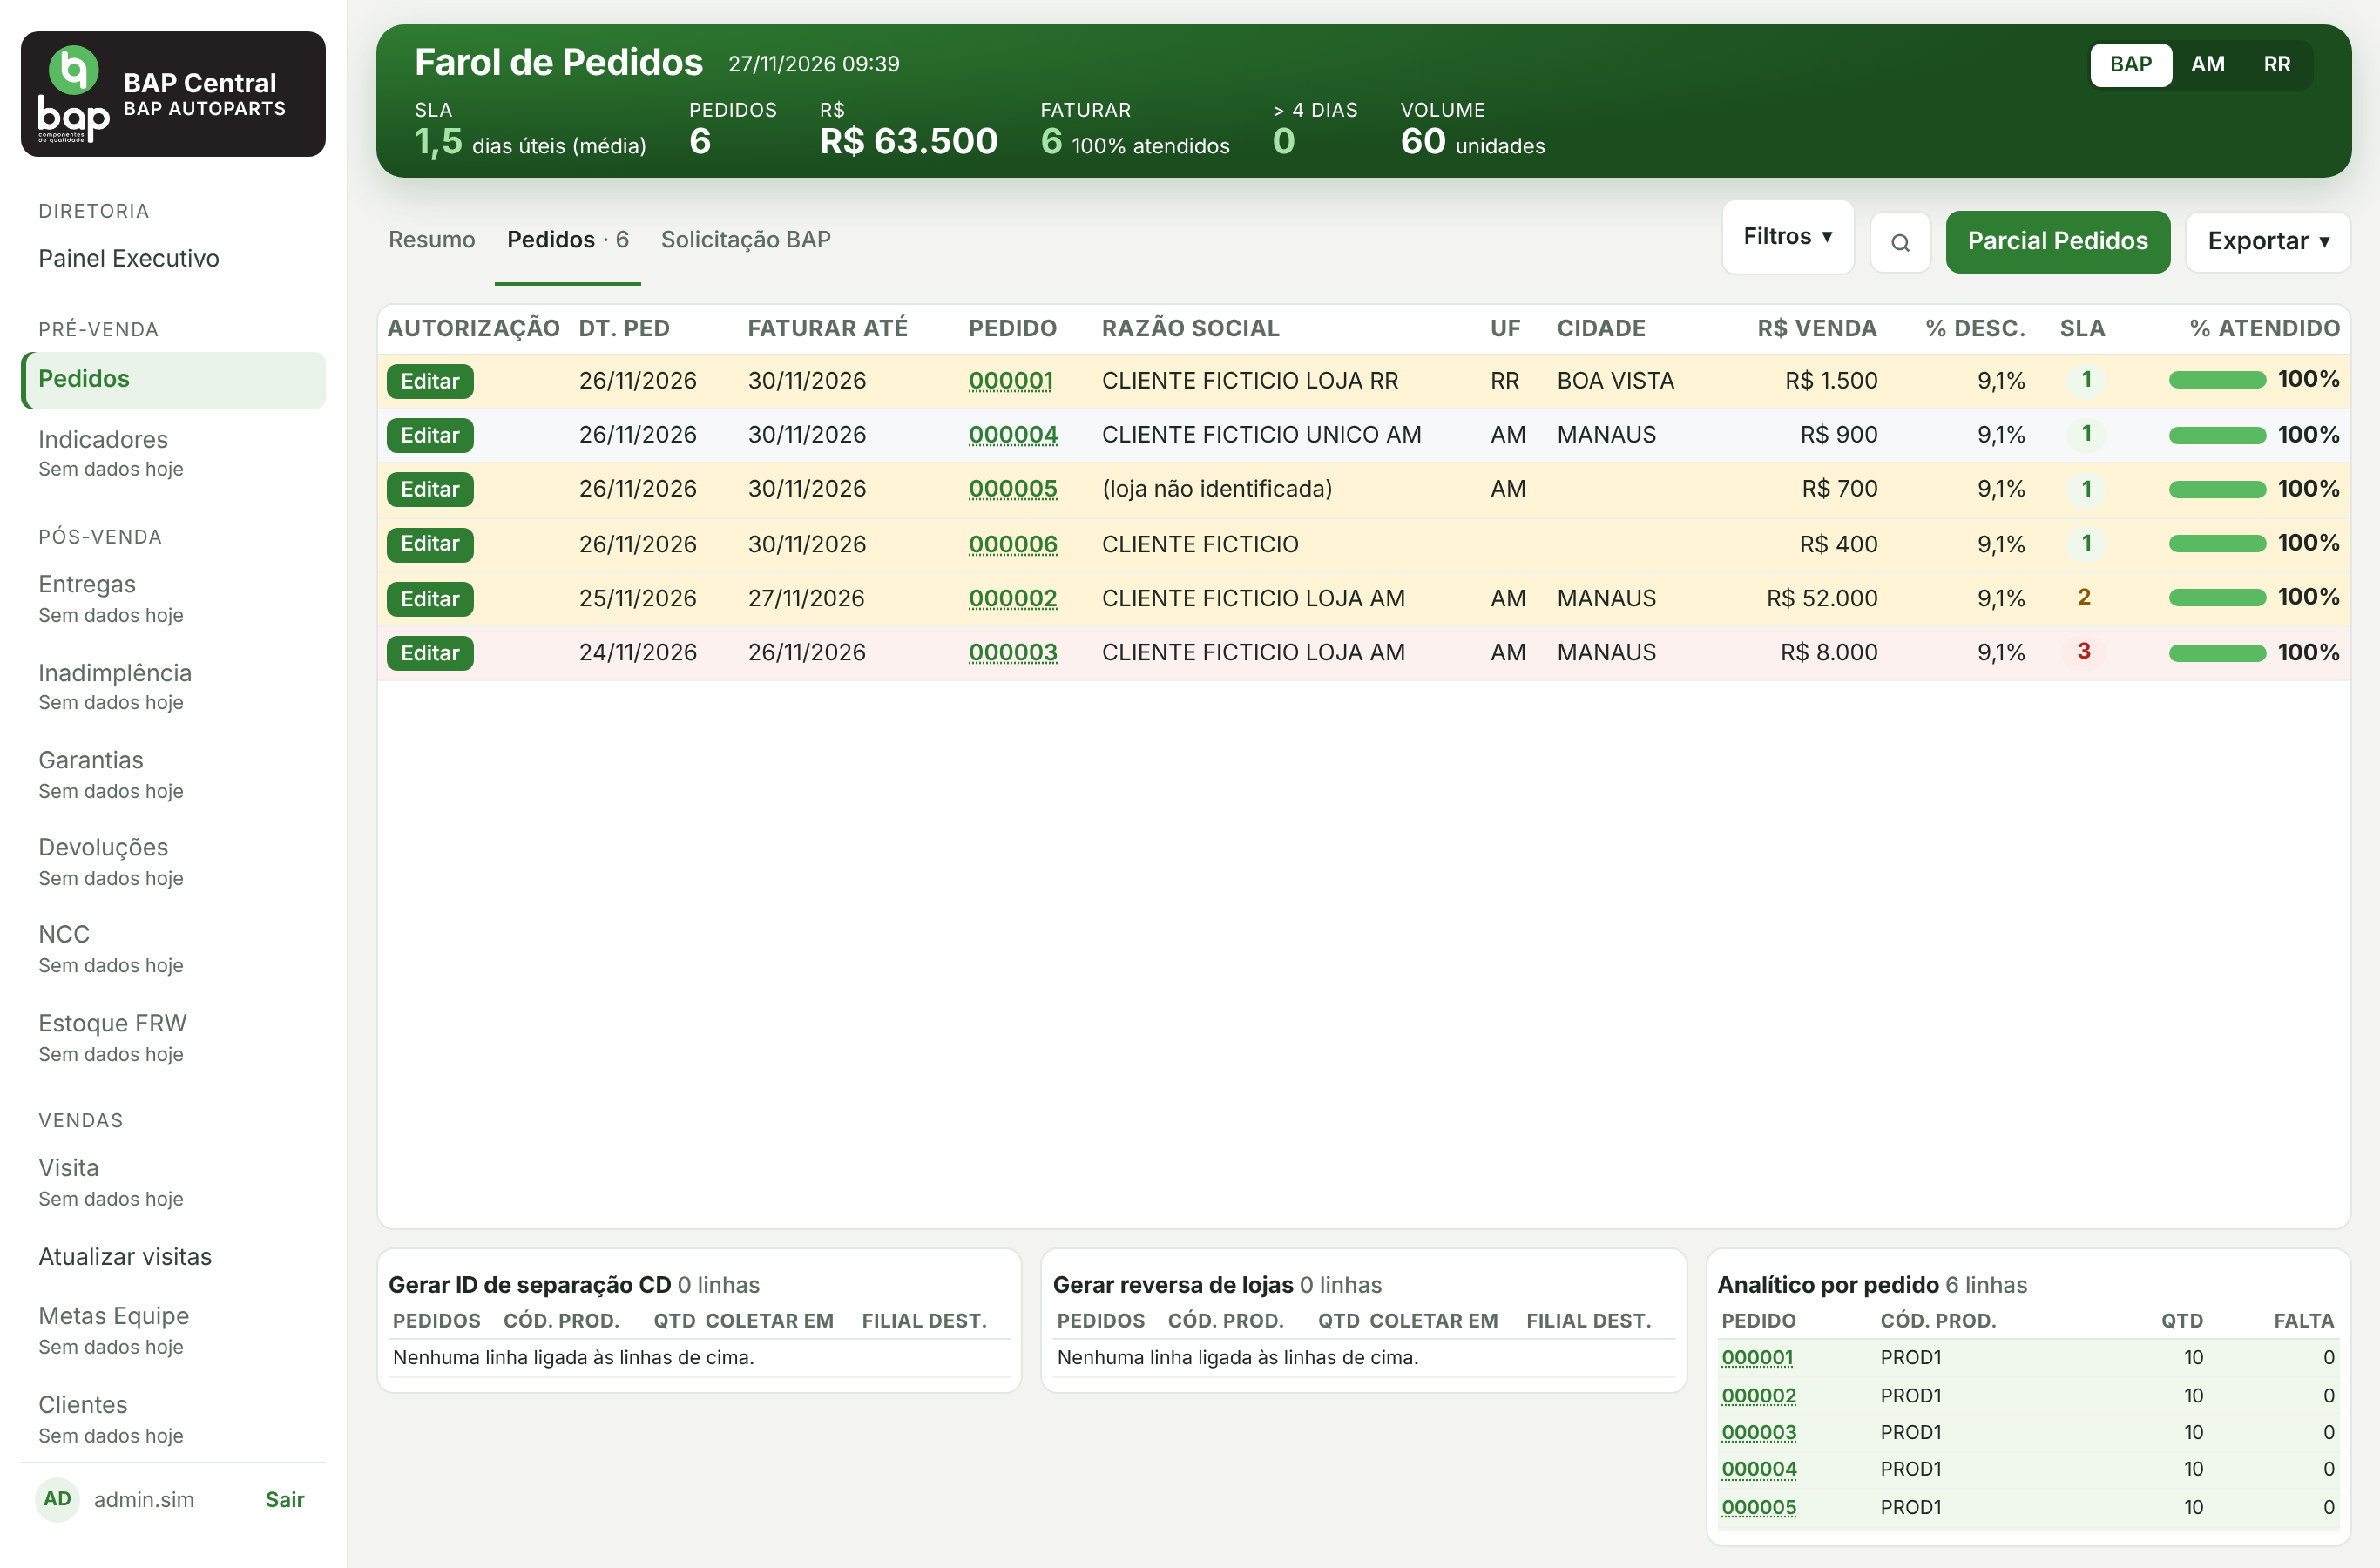 bap
componentes
de qualidade
BAP Central
BAP AUTOPARTS
DIRETORIA
Painel Executivo
PRÉ-VENDA
Pedidos
Indicadores
Sem dados hoje
PÓS-VENDA
Entregas
Sem dados hoje
Inadimplência
Sem dados hoje
Garantias
Sem dados hoje
Devoluções
Sem dados hoje
NCC
Sem dados hoje
Estoque FRW
Sem dados hoje
VENDAS
Visita
Sem dados hoje
Atualizar visitas
Metas Equipe
Sem dados hoje
Clientes
Sem dados hoje
AD admin.sim Sair
Farol de Pedidos 27/11/2026 09:39 BAP AM RR
SLA PEDIDOS R$ FATURAR > 4 DIAS VOLUME
1,5 dias úteis (média) 6 R$ 63.500 6 100% atendidos 0 60 unidades
Resumo Pedidos · 6 Solicitação BAP Filtros ▾ Parcial Pedidos Exportar ▾
AUTORIZAÇÃO DT. PED FATURAR ATÉ PEDIDO RAZÃO SOCIAL UF CIDADE R$ VENDA % DESC. SLA % ATENDIDO
Editar 26/11/2026 30/11/2026 000001 CLIENTE FICTICIO LOJA RR RR BOA VISTA R$ 1.500 9,1% 1 100%
Editar 26/11/2026 30/11/2026 000004 CLIENTE FICTICIO UNICO AM AM MANAUS R$ 900 9,1% 1 100%
Editar 26/11/2026 30/11/2026 000005 (loja não identificada) AM R$ 700 9,1% 1 100%
Editar 26/11/2026 30/11/2026 000006 CLIENTE FICTICIO R$ 400 9,1% 1 100%
Editar 25/11/2026 27/11/2026 000002 CLIENTE FICTICIO LOJA AM AM MANAUS R$ 52.000 9,1% 2 100%
Editar 24/11/2026 26/11/2026 000003 CLIENTE FICTICIO LOJA AM AM MANAUS R$ 8.000 9,1% 3 100%
Gerar ID de separação CD 0 linhas
PEDIDOS CÓD. PROD. QTD COLETAR EM FILIAL DEST.
Nenhuma linha ligada às linhas de cima.
Gerar reversa de lojas 0 linhas
PEDIDOS CÓD. PROD. QTD COLETAR EM FILIAL DEST.
Nenhuma linha ligada às linhas de cima.
Analítico por pedido 6 linhas
PEDIDO CÓD. PROD. QTD FALTA
000001 PROD1 10 0
000002 PROD1 10 0
000003 PROD1 10 0
000004 PROD1 10 0
000005 PROD1 10 0